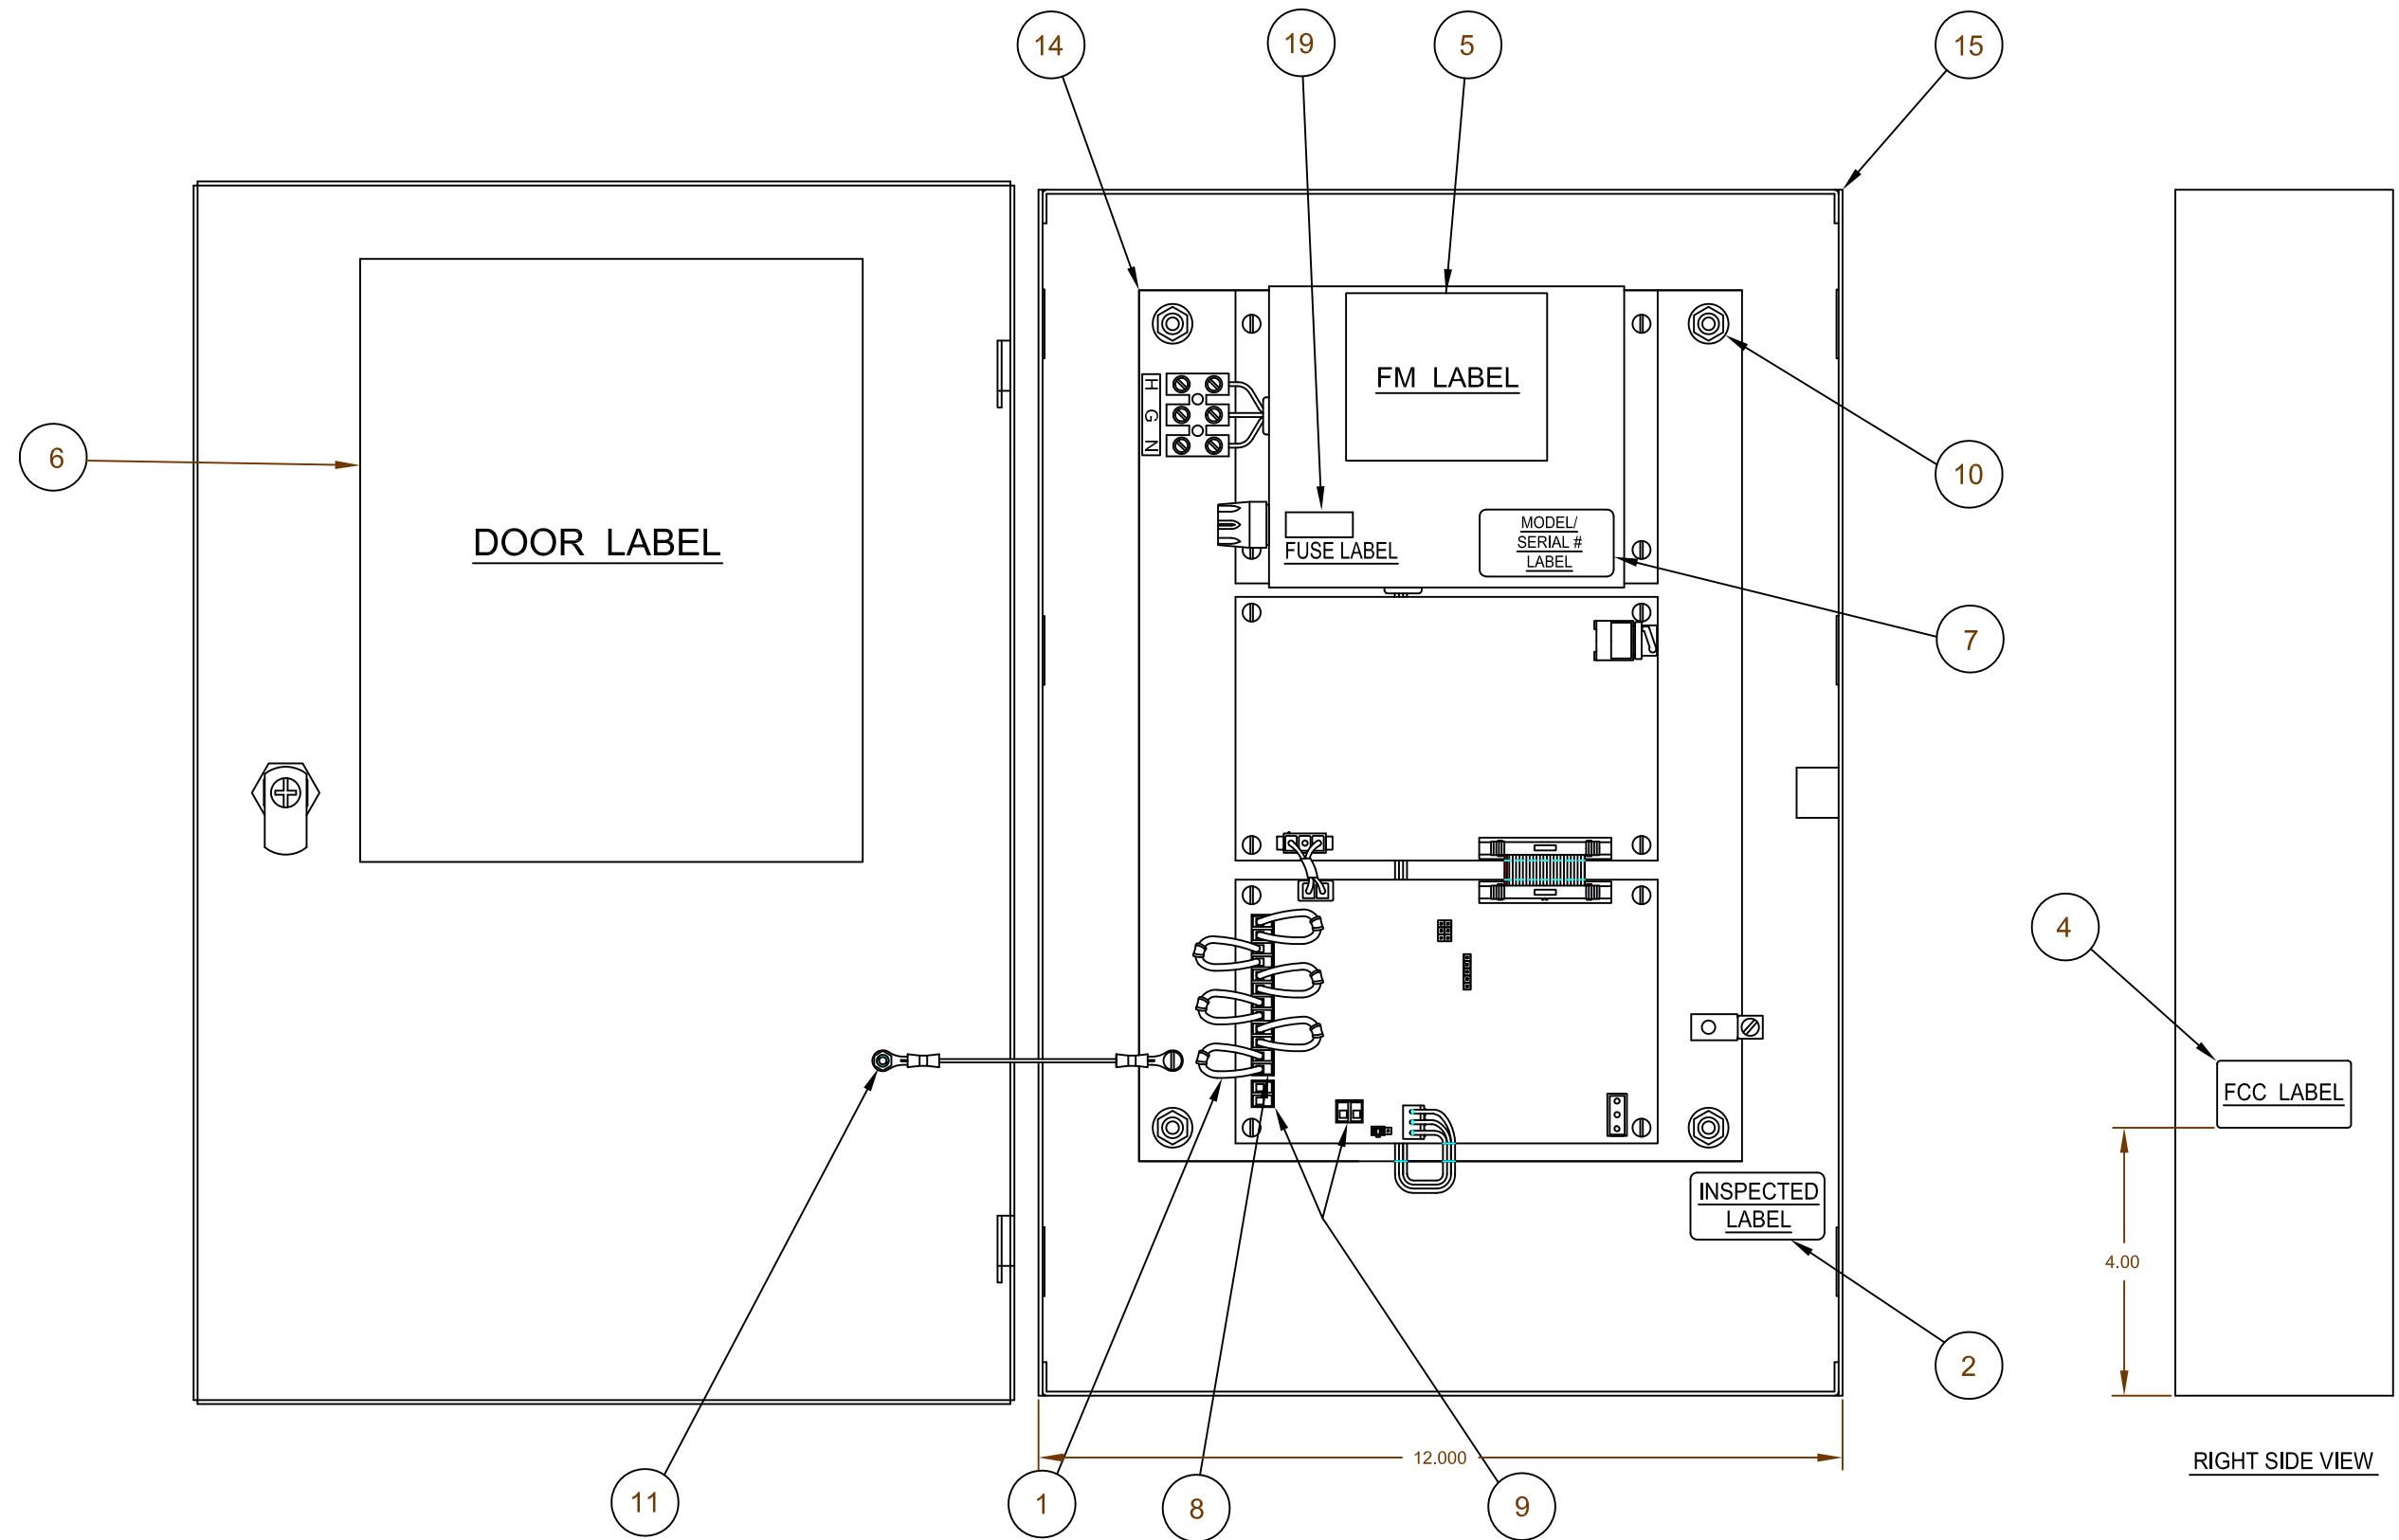 14
19
5
15
H
G
N
FM LABEL
6
10
DOOR LABEL
FUSE LABEL
MODEL/
SERIAL #
LABEL
7
4
FCC LABEL
INSPECTED
LABEL
4.00
2
12.000
RIGHT SIDE VIEW
11
1
8
9